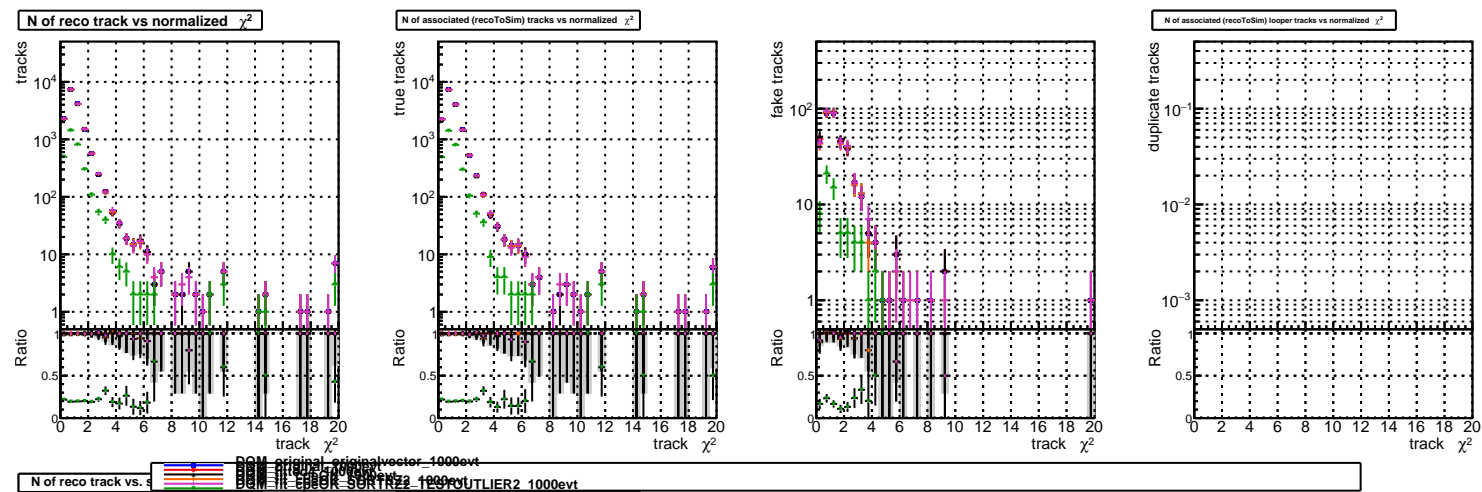 N of reco track vs normalized χ²
N of associated (recoToSim) tracks vs normalized χ²
N of associated (recoToSim) looper tracks vs normalized χ²
tracks
10⁴
10³
10²
10
1
Ratio
1
0.5
0
0 2 4 6 8 10 12 14 16 18 20
track χ²
true tracks
10⁴
10³
10²
10
1
Ratio
1
0.5
0
0 2 4 6 8 10 12 14 16 18 20
track χ²
fake tracks
10²
10
1
Ratio
1
0.5
0
0 2 4 6 8 10 12 14 16 18 20
track χ²
duplicate tracks
10⁻¹
10⁻²
10⁻³
Ratio
1
0.5
0
0 2 4 6 8 10 12 14 16 18 20
track χ²
DQM_original_originalvector_1000evt
DQM_original_1000evt
DQM_fit_cpeOR_SORTRZ2_TESTOUTLIER2_1000evt
N of reco track vs.